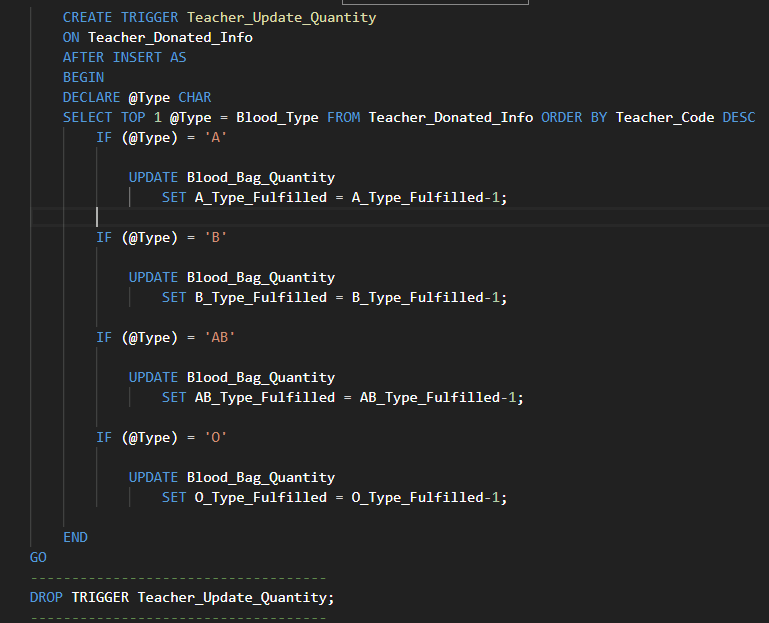 CREATE TRIGGER Teacher_Update_Quantity
ON Teacher_Donated_Info
AFTER INSERT AS
BEGIN
DECLARE @Type CHAR
SELECT TOP 1 @Type = Blood_Type FROM Teacher_Donated_Info ORDER BY Teacher_Code DESC
IF (@Type) = 'A'
UPDATE Blood_Bag_Quantity
SET A_Type_Fulfilled = A_Type_Fulfilled-1;
IF (@Type) = 'B'
UPDATE Blood_Bag_Quantity
SET B_Type_Fulfilled = B_Type_Fulfilled-1;
IF (@Type) = 'AB'
UPDATE Blood_Bag_Quantity
SET AB_Type_Fulfilled = AB_Type_Fulfilled-1;
IF (@Type) = 'O'
UPDATE Blood_Bag_Quantity
SET O_Type_Fulfilled = O_Type_Fulfilled-1;
END
GO
------------------------------------
DROP TRIGGER Teacher_Update_Quantity;
------------------------------------